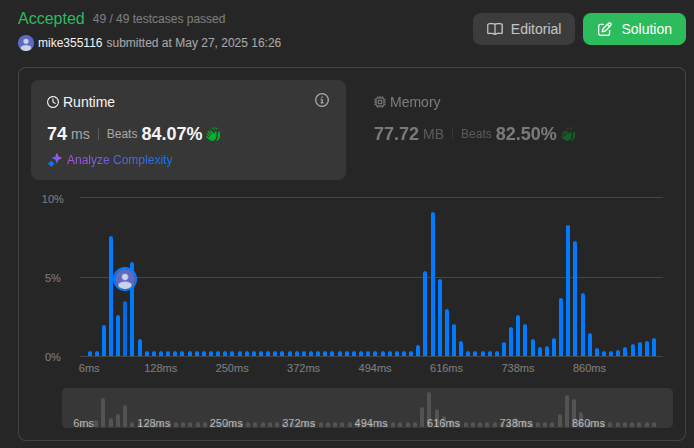 Accepted 49 / 49 testcases passed
Editorial
Solution
mike355116 submitted at May 27, 2025 16:26
Runtime
Memory
74 ms | Beats 84.07%
77.72 MB | Beats 82.50%
Analyze Complexity
10%
5%
0%
6ms 128ms 250ms 372ms 494ms 616ms 738ms 860ms
6ms 128ms 250ms 372ms 494ms 616ms 738ms 860ms